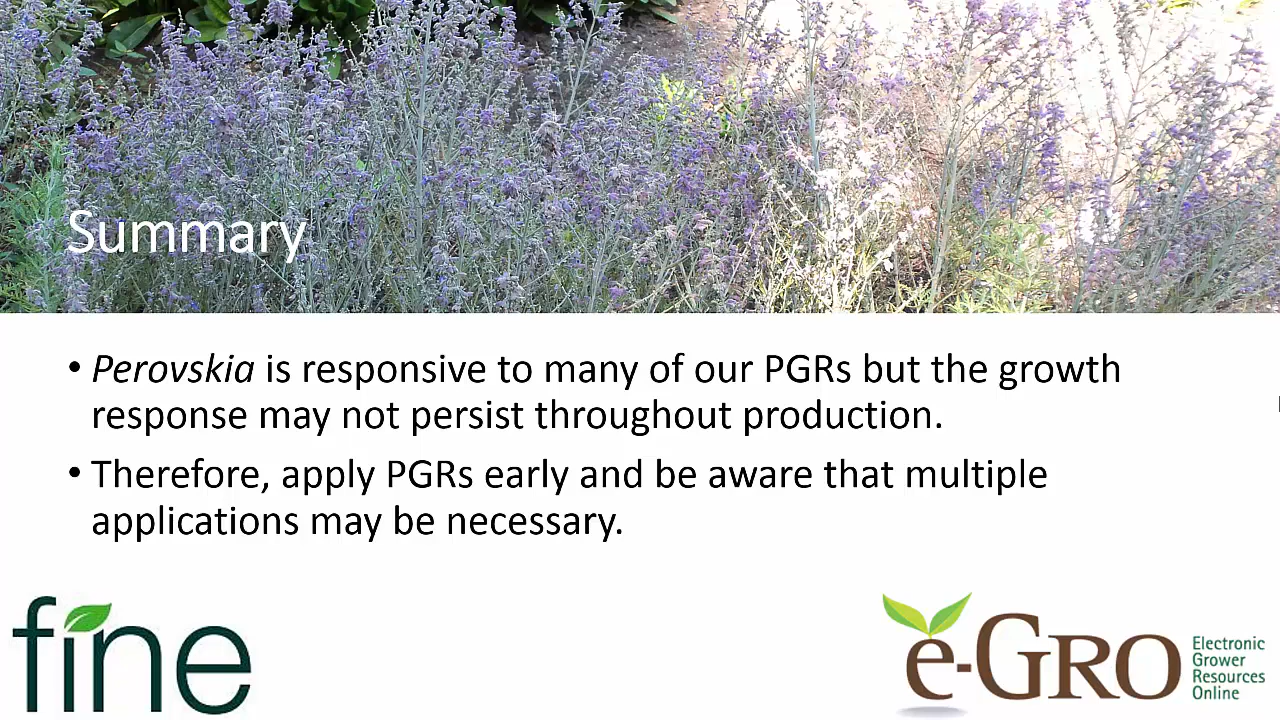 Summary
• Perovskia is responsive to many of our PGRs but the growth
response may not persist throughout production.
• Therefore, apply PGRs early and be aware that multiple
applications may be necessary.
fine
e-GRO
Electronic
Grower
Resources
Online